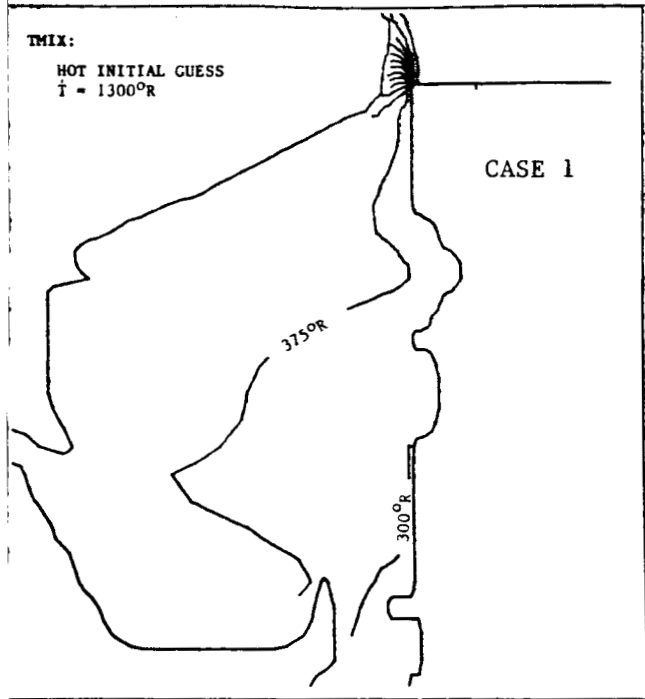 TMIX:
HOT INITIAL GUESS
Ṫ = 1300°R
CASE 1
375°R
300°R